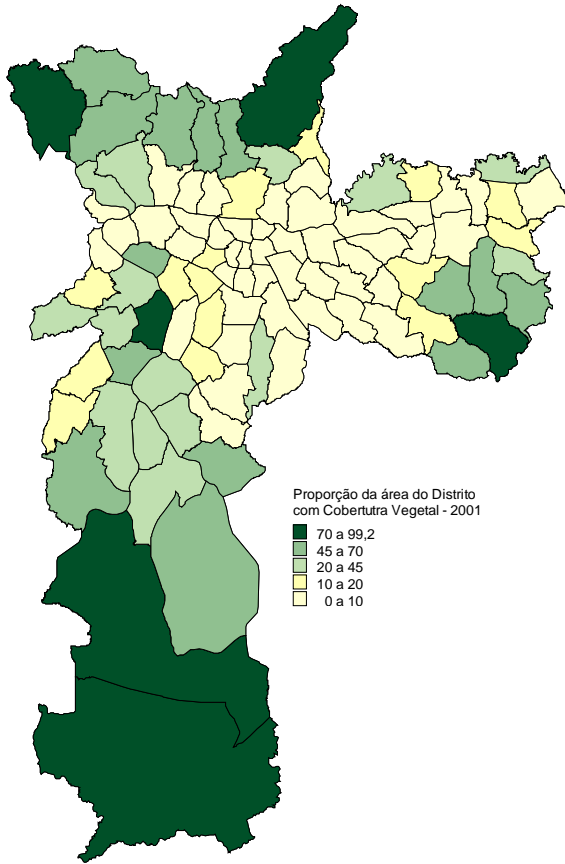 Proporção da área do Distrito
com Cobertutra Vegetal - 2001
70 a 99,2
45 a 70
20 a 45
10 a 20
0 a 10